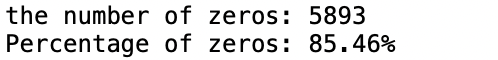 the number of zeros: 5893
Percentage of zeros: 85.46%